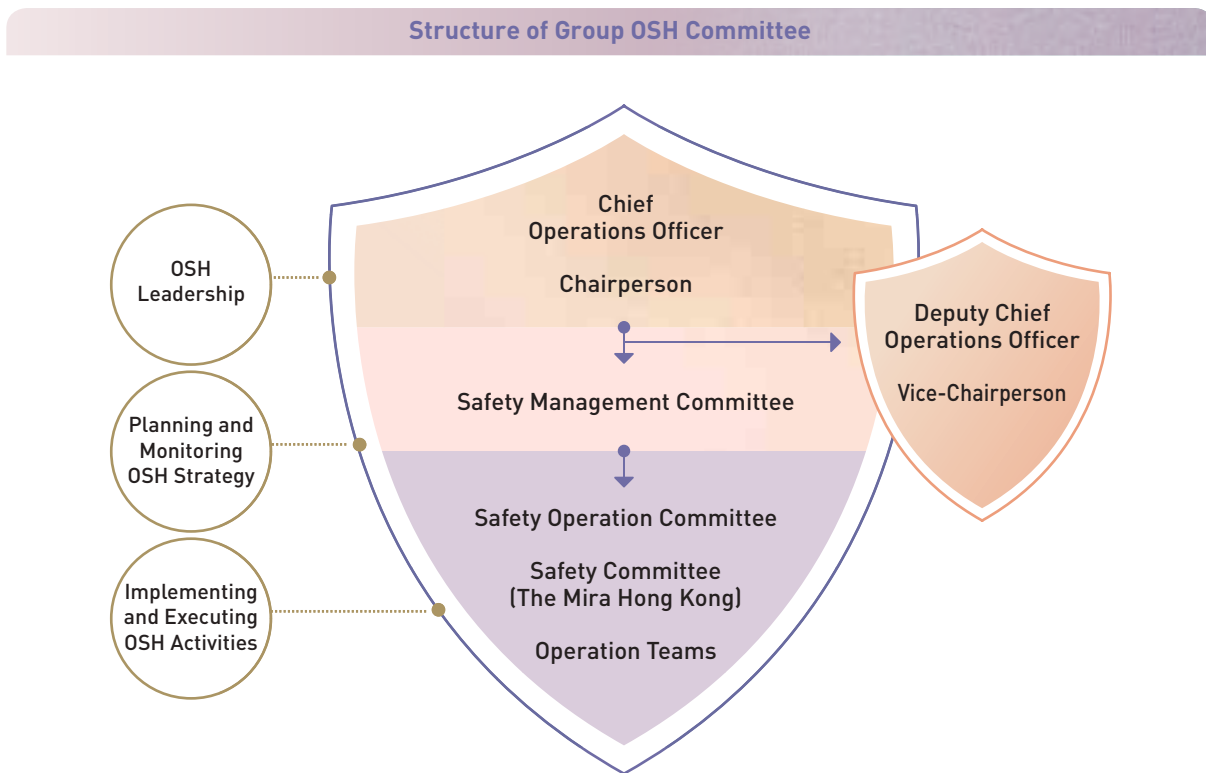 Structure of Group OSH Committee
Chief
Operations Officer
Chairperson
OSH
Leadership
Deputy Chief
Operations Officer
Vice-Chairperson
Safety Management Committee
Planning and
Monitoring
OSH Strategy
Safety Operation Committee
Safety Committee
(The Mira Hong Kong)
Operation Teams
Implementing
and Executing
OSH Activities